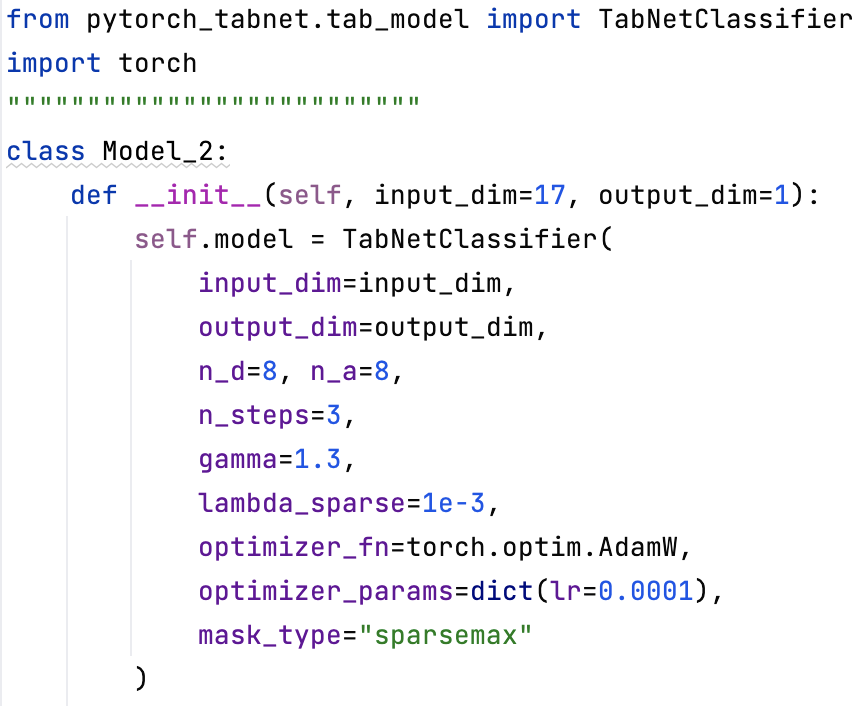 from pytorch_tabnet.tab_model import TabNetClassifier
import torch
""""""""""""""""""""""""""
class Model_2:
    def __init__(self, input_dim=17, output_dim=1):
        self.model = TabNetClassifier(
            input_dim=input_dim,
            output_dim=output_dim,
            n_d=8, n_a=8,
            n_steps=3,
            gamma=1.3,
            lambda_sparse=1e-3,
            optimizer_fn=torch.optim.AdamW,
            optimizer_params=dict(lr=0.0001),
            mask_type="sparsemax"
        )